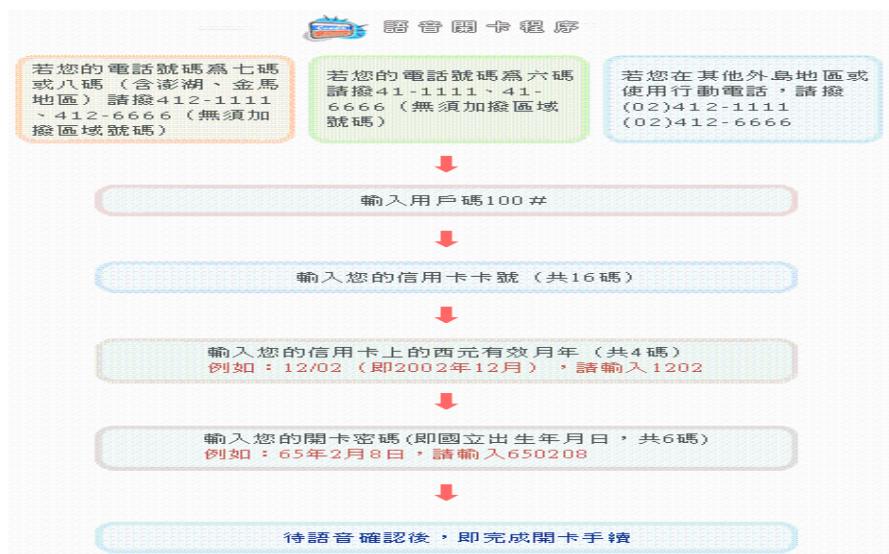 語音開卡程序
若您的電話號碼為七碼
或八碼（含澎湖、金馬
地區）請撥412-1111
、412-6666（無須加
撥區域號碼）
若您的電話號碼為六碼
請撥41-1111、41-
6666（無須加撥區域
號碼）
若您在其他外島地區或
使用行動電話，請撥
(02)412-1111
(02)412-6666
輸入用戶碼100#
輸入您的信用卡卡號（共16碼）
輸入您的信用卡上的西元有效月年（共4碼）
例如：12/02（即2002年12月），請輸入1202
輸入您的開卡密碼(即國立出生年月日，共6碼)
例如：65年2月8日，請輸入650208
待語音確認後，即完成開卡手續